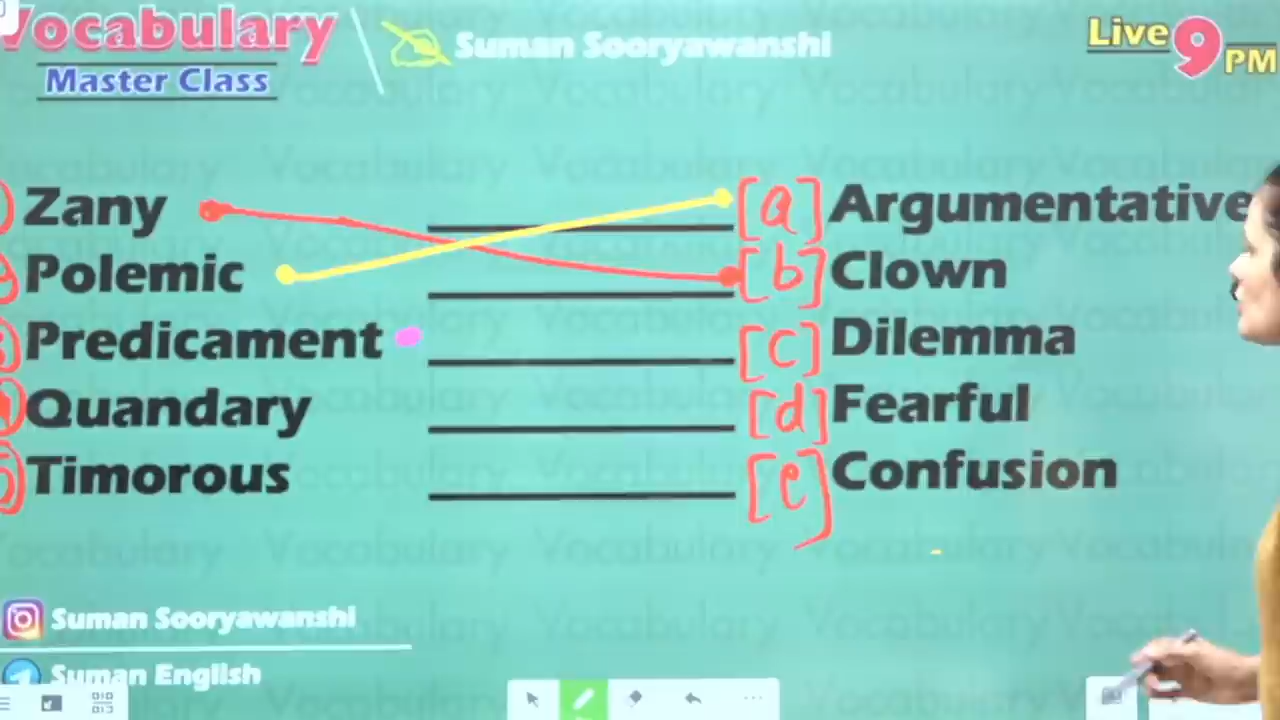 Vocabulary
Master Class
Suman Sooryawanshi
Live 9 PM
Zany [a] Argumentative
Polemic [b] Clown
Predicament [c] Dilemma
Quandary [d] Fearful
Timorous [e] Confusion
Suman Sooryawanshi
Suman English